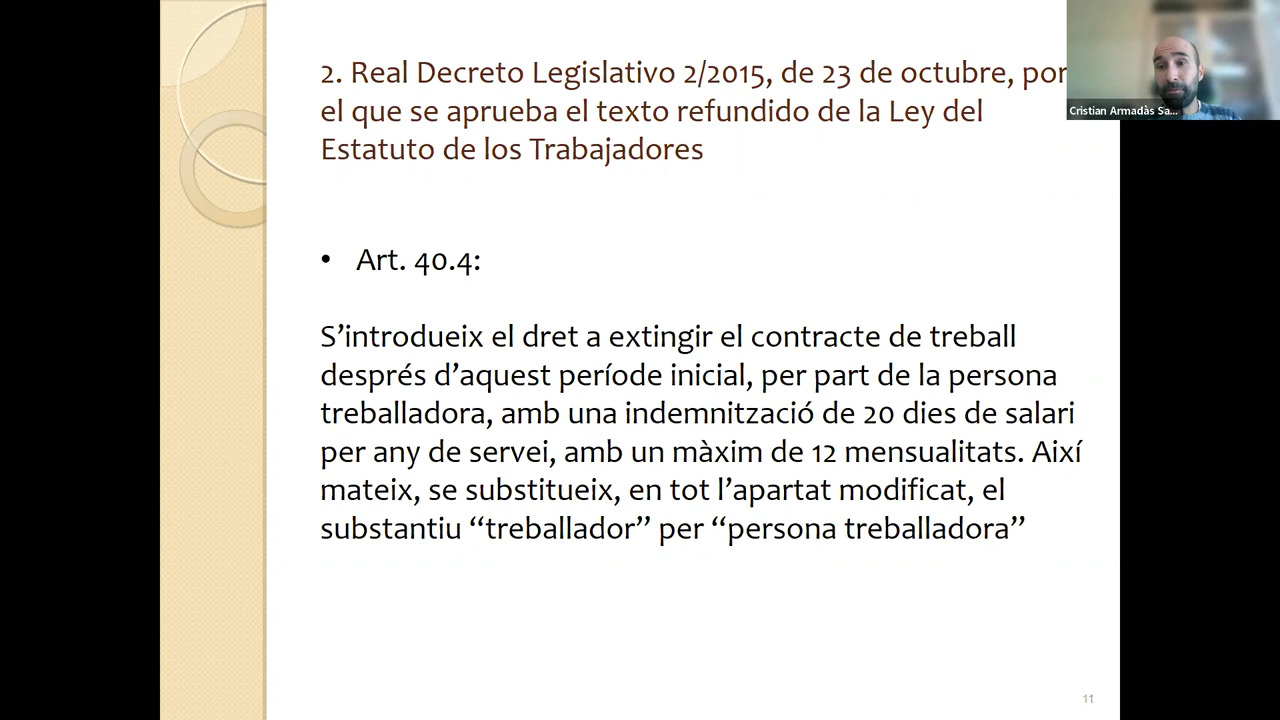 2. Real Decreto Legislativo 2/2015, de 23 de octubre, por
el que se aprueba el texto refundido de la Ley del
Estatuto de los Trabajadores
Cristian Armadàs Sa...
• Art. 40.4:
S’introdueix el dret a extingir el contracte de treball
després d’aquest període inicial, per part de la persona
treballadora, amb una indemnització de 20 dies de salari
per any de servei, amb un màxim de 12 mensualitats. Així
mateix, se substitueix, en tot l’apartat modificat, el
substantiu “treballador” per “persona treballadora”
11